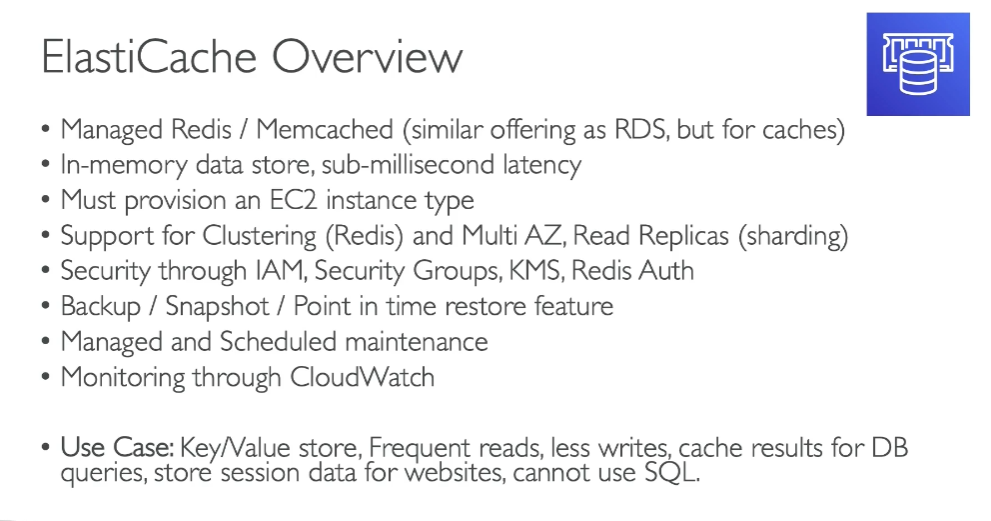 ElastiCache Overview
• Managed Redis / Memcached (similar offering as RDS, but for caches)
• In-memory data store, sub-millisecond latency
• Must provision an EC2 instance type
• Support for Clustering (Redis) and Multi AZ, Read Replicas (sharding)
• Security through IAM, Security Groups, KMS, Redis Auth
• Backup / Snapshot / Point in time restore feature
• Managed and Scheduled maintenance
• Monitoring through CloudWatch
• Use Case: Key/Value store, Frequent reads, less writes, cache results for DB
queries, store session data for websites, cannot use SQL.